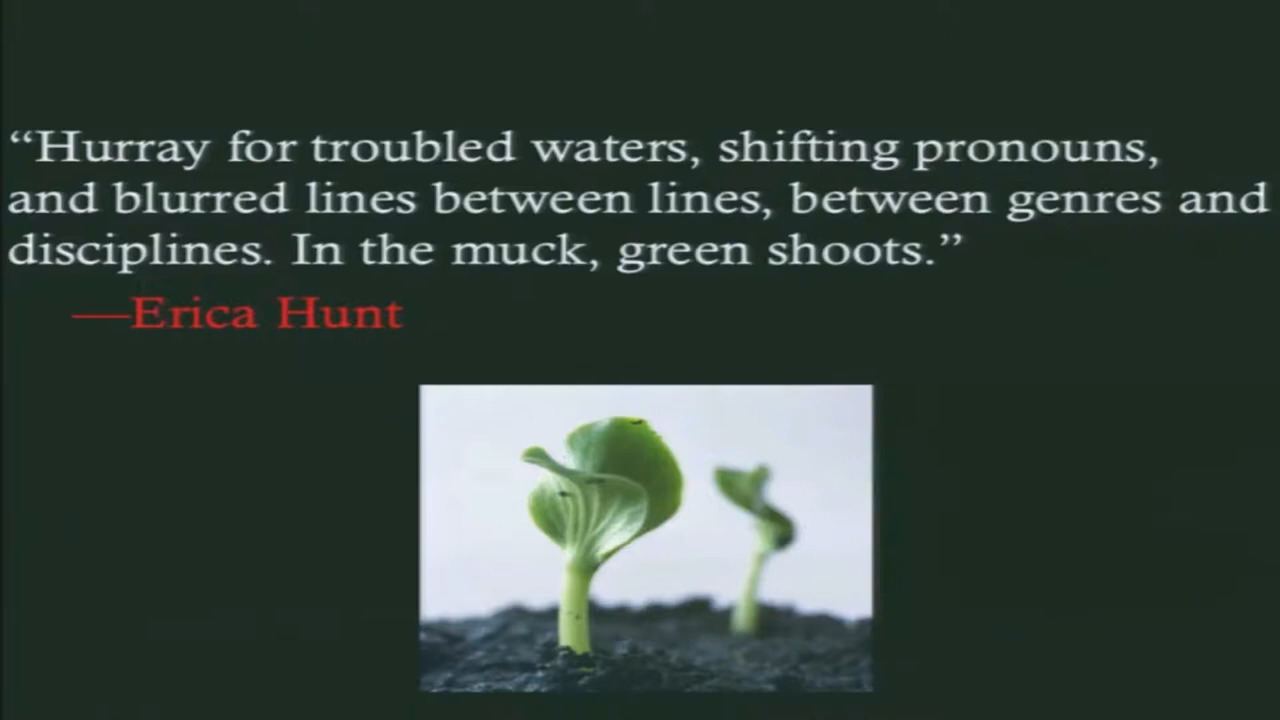 “Hurray for troubled waters, shifting pronouns,
and blurred lines between lines, between genres and
disciplines. In the muck, green shoots.”
—Erica Hunt